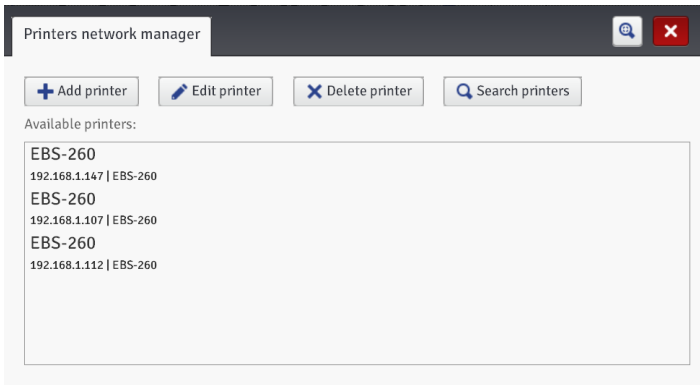 Printers network manager
Add printer
Edit printer
Delete printer
Search printers
Available printers:
EBS-260
192.168.1.147 | EBS-260
EBS-260
192.168.1.107 | EBS-260
EBS-260
192.168.1.112 | EBS-260